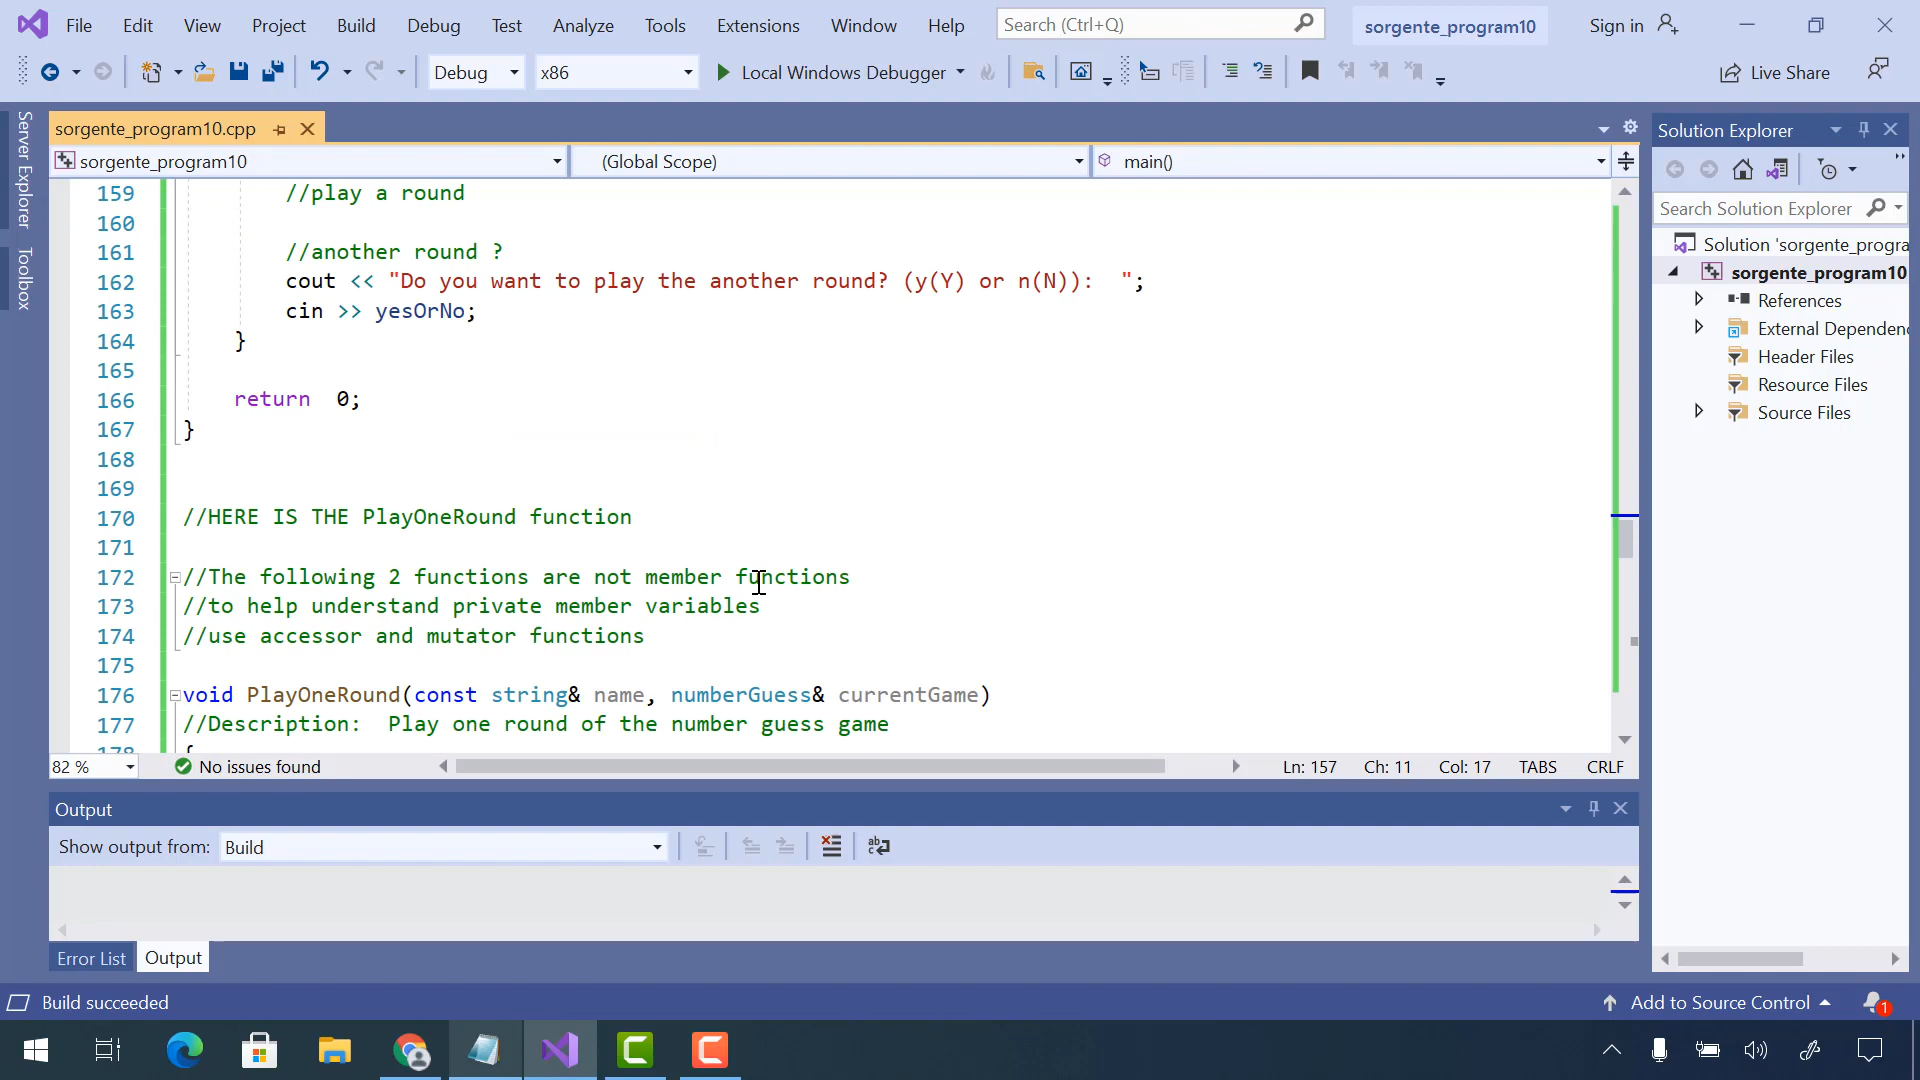 File Edit View Project Build Debug Test Analyze Tools Extensions Window Help Search (Ctrl+Q) sorgente_program10 Sign in
Debug x86 Local Windows Debugger Live Share
Server Explorer
Toolbox
sorgente_program10.cpp
sorgente_program10 (Global Scope) main()
159 //play a round
160
161 //another round ?
162 cout << "Do you want to play the another round? (y(Y) or n(N)):  ";
163 cin >> yesOrNo;
164 }
165
166 return  0;
167 }
168
169
170 //HERE IS THE PlayOneRound function
171
172 //The following 2 functions are not member functions
173 //to help understand private member variables
174 //use accessor and mutator functions
175
176 void PlayOneRound(const string& name, numberGuess& currentGame)
177 //Description:  Play one round of the number guess game
178 {
82 % No issues found Ln: 157 Ch: 11 Col: 17 TABS CRLF
Output
Show output from: Build
Error List Output
Solution Explorer
Search Solution Explorer
Solution 'sorgente_progra
sorgente_program10
References
External Dependen
Header Files
Resource Files
Source Files
Build succeeded Add to Source Control 1